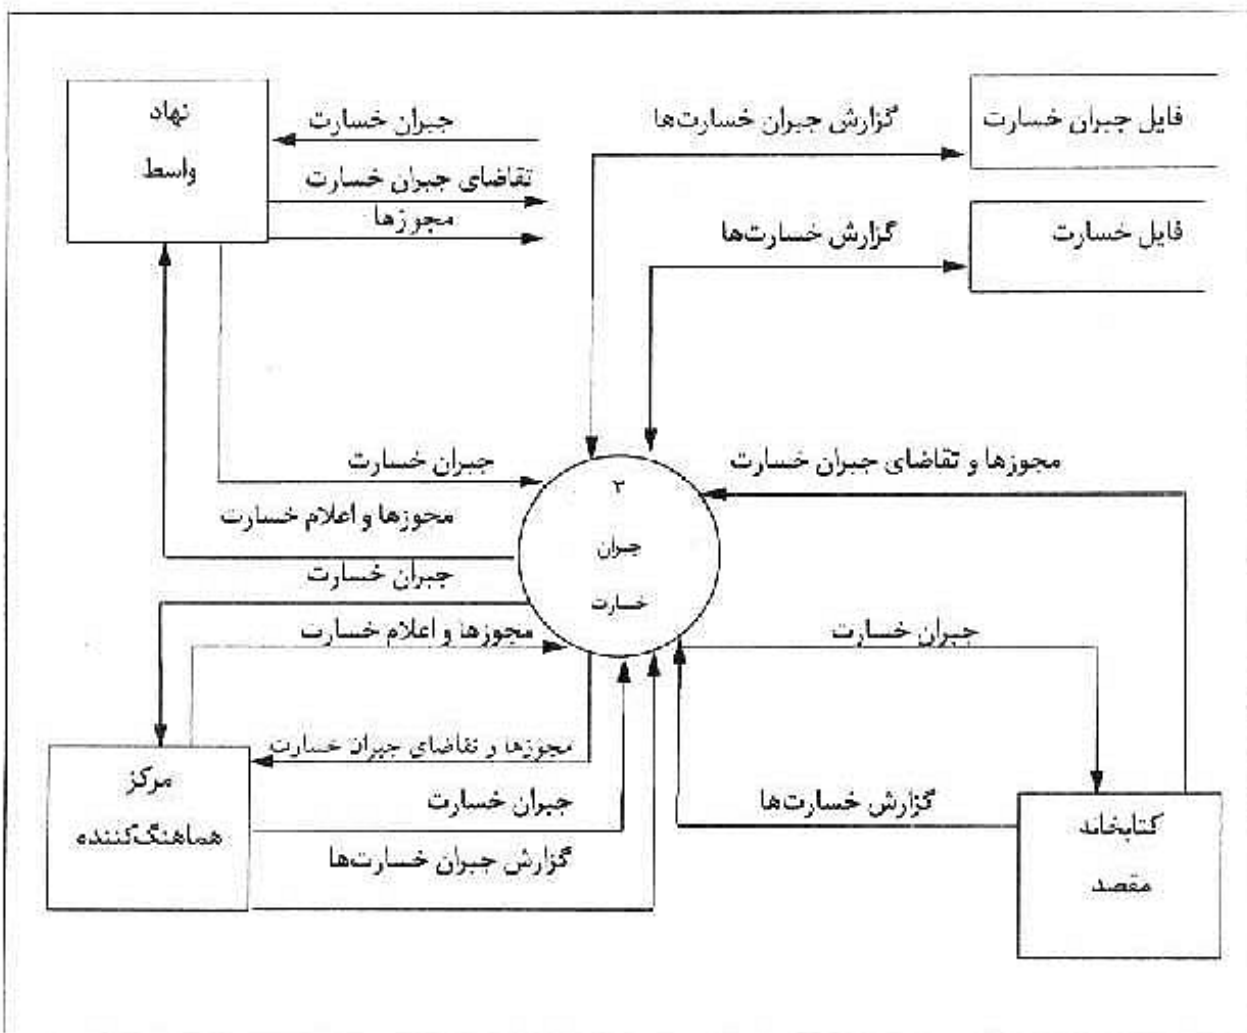 نهاد
واسط
جبران خسارت
تقاضای جبران خسارت
مجوزها
گزارش جبران خسارت‌ها
فایل جبران خسارت
گزارش خسارت‌ها
فایل خسارت
جبران خسارت
مجوزها و اعلام خسارت
مجوزها و تقاضای جبران خسارت
۲
جبران
خسارت
جبران خسارت
مجوزها و اعلام خسارت
جبران خسارت
مجوزها و تقاضای جبران خسارت
جبران خسارت
گزارش جبران خسارت‌ها
گزارش خسارت‌ها
مرکز
هماهنگ‌کننده
کتابخانه
مقصد